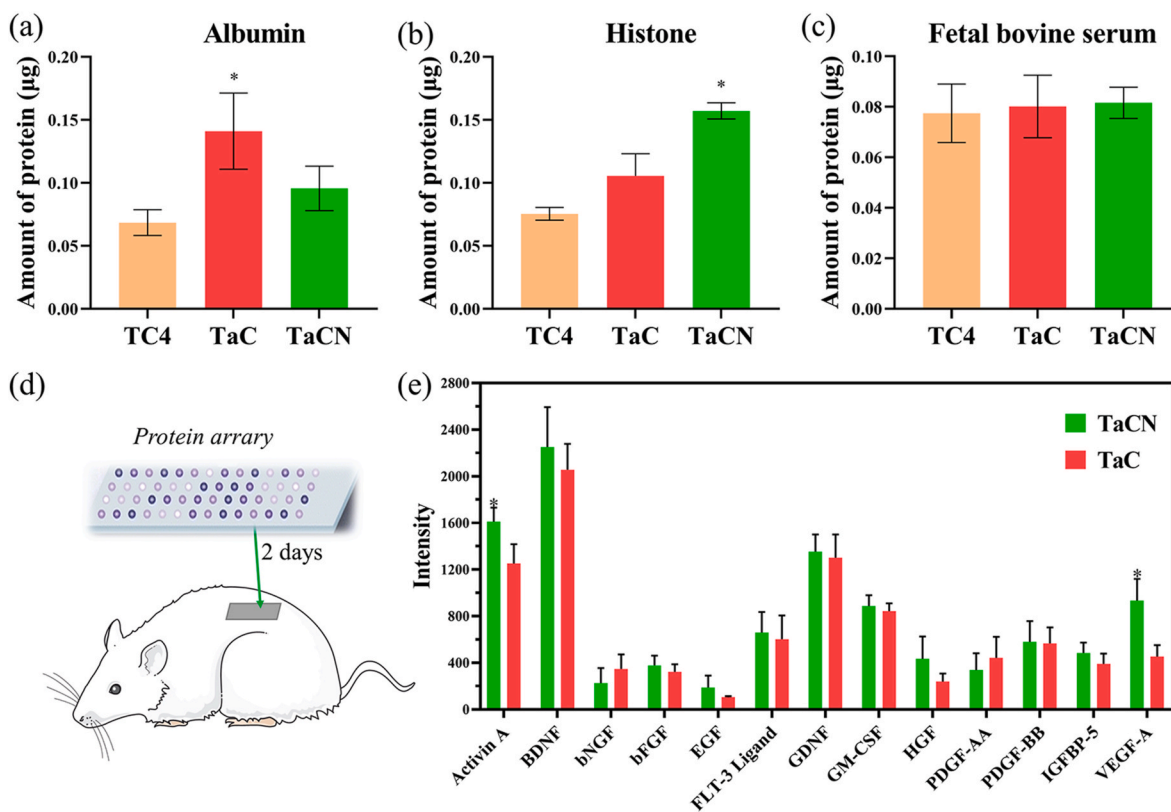 (a)
Albumin
Amount of protein (µg)
0.20
0.15
0.10
0.05
0.00
*
TC4 TaC TaCN
(b)
Histone
Amount of protein (µg)
0.20
0.15
0.10
0.05
0.00
*
TC4 TaC TaCN
(c)
Fetal bovine serum
Amount of protein (µg)
0.10
0.08
0.06
0.04
0.02
0.00
TC4 TaC TaCN
(d)
Protein arrary
2 days
(e)
Intensity
2800
2400
2000
1600
1200
800
400
0
TaCN
TaC
*
*
Activin A
BDNF
bNGF
bFGF
EGF
FLT-3 Ligand
GDNF
GM-CSF
HGF
PDGF-AA
PDGF-BB
IGFBP-5
VEGF-A